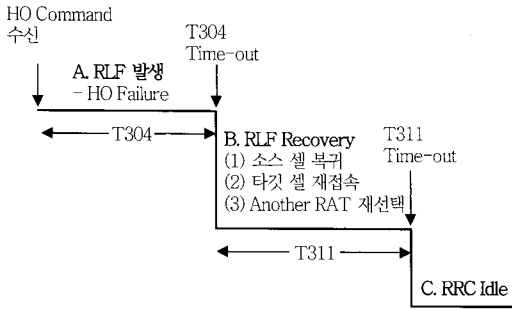 HO Command
수신
T304
Time-out
A. RLF 발생
- HO Failure
T304
B. RLF Recovery
(1) 소스 셀 복귀
(2) 타깃 셀 재접속
(3) Another RAT 재선택
T311
Time-out
T311
C. RRC Idle